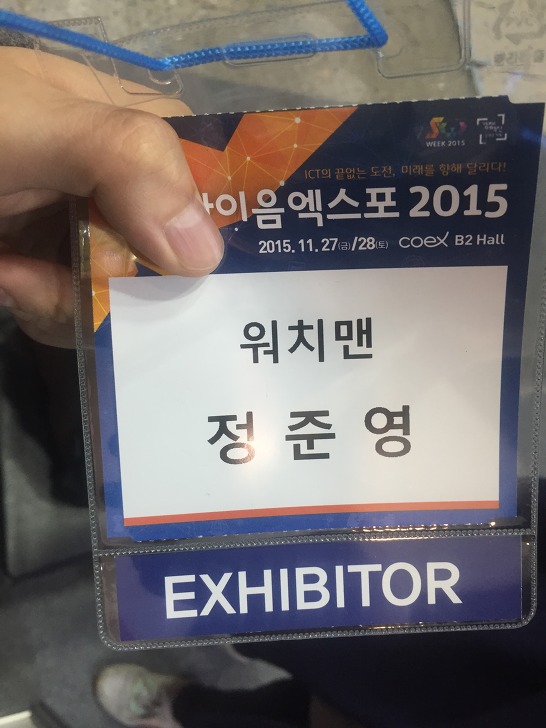 WEEK 2015
ICT의 끝없는 도전, 미래를 향해 달리다!
이음엑스포 2015
2015. 11. 27(금)/28(토) coex B2 Hall
워치맨
정 준 영
EXHIBITOR